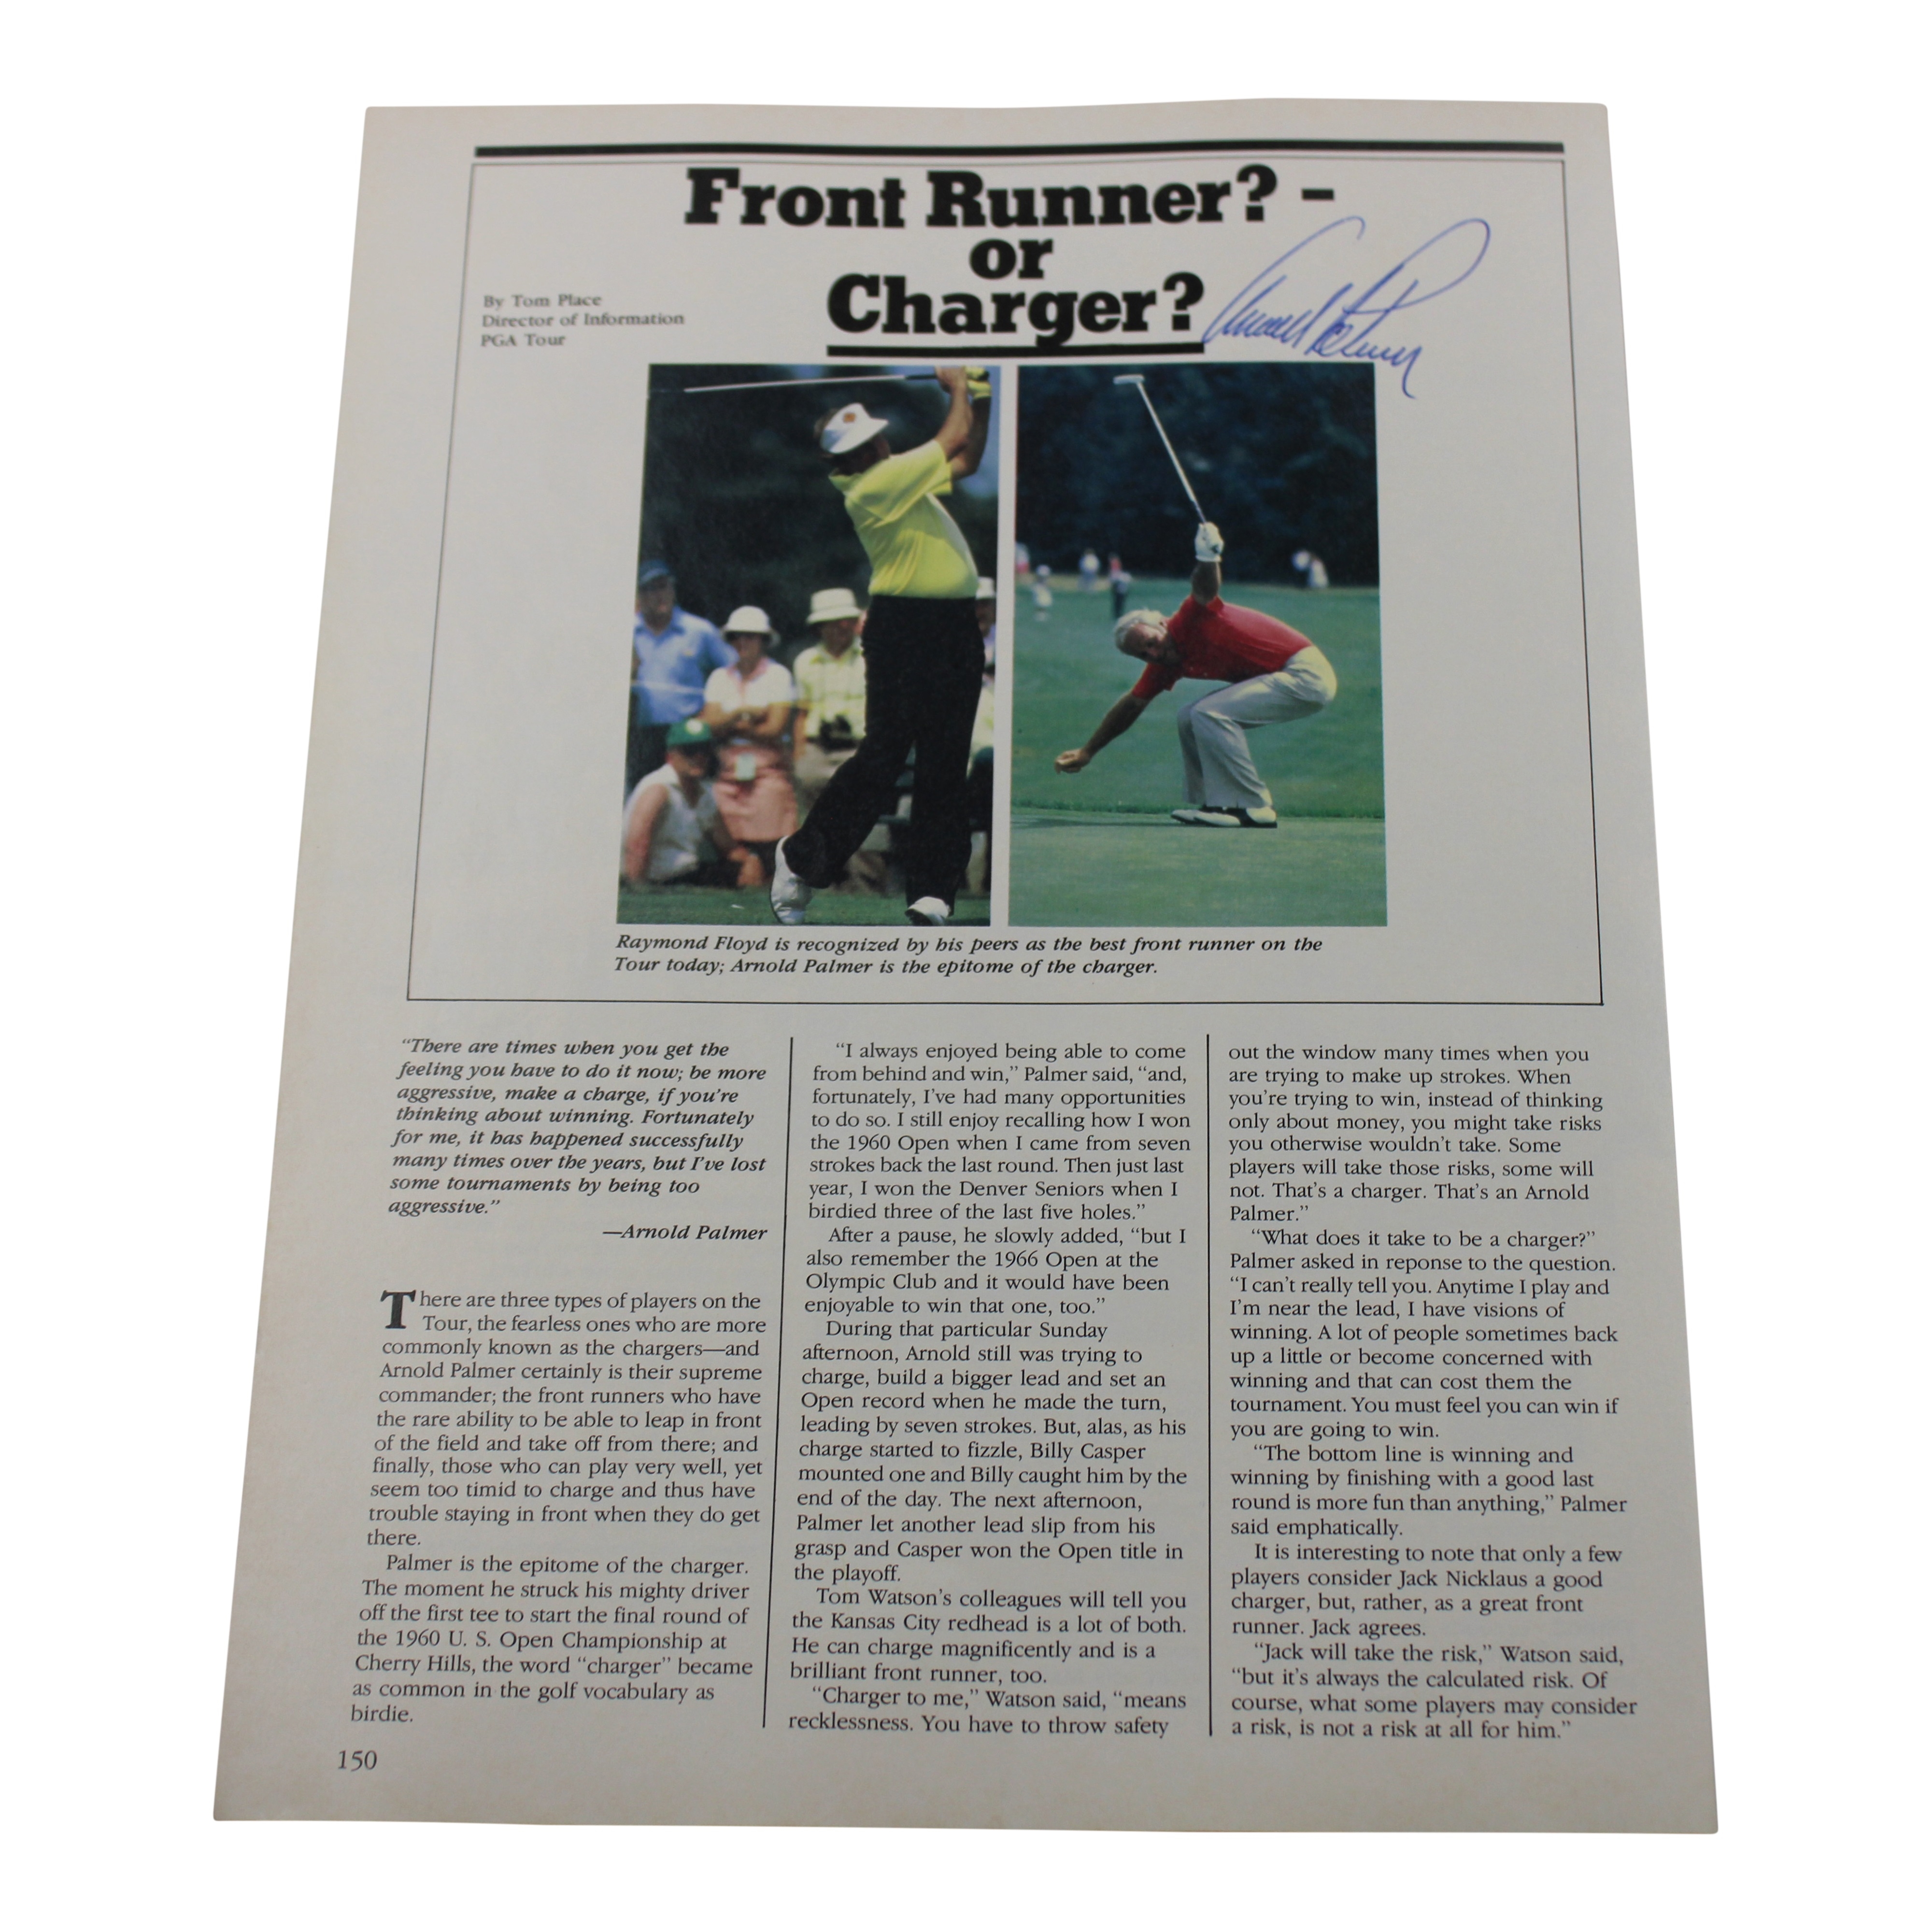 Front Runner? –
or
Charger?
Arnold Palmer
By Tom Place
Director of Information
PGA Tour
Raymond Floyd is recognized by his peers as the best front runner on the
Tour today; Arnold Palmer is the epitome of the charger.
“There are times when you get the
feeling you have to do it now; be more
aggressive, make a charge, if you're
thinking about winning. Fortunately
for me, it has happened successfully
many times over the years, but I've lost
some tournaments by being too
aggressive.”
—Arnold Palmer
There are three types of players on the
Tour, the fearless ones who are more
commonly known as the chargers—and
Arnold Palmer certainly is their supreme
commander; the front runners who have
the rare ability to be able to leap in front
of the field and take off from there; and
finally, those who can play very well, yet
seem too timid to charge and thus have
trouble staying in front when they do get
there.
Palmer is the epitome of the charger.
The moment he struck his mighty driver
off the first tee to start the final round of
the 1960 U. S. Open Championship at
Cherry Hills, the word “charger” became
as common in the golf vocabulary as
birdie.
“I always enjoyed being able to come
from behind and win,” Palmer said, “and,
fortunately, I've had many opportunities
to do so. I still enjoy recalling how I won
the 1960 Open when I came from seven
strokes back the last round. Then just last
year, I won the Denver Seniors when I
birdied three of the last five holes.”
After a pause, he slowly added, “but I
also remember the 1966 Open at the
Olympic Club and it would have been
enjoyable to win that one, too.”
During that particular Sunday
afternoon, Arnold still was trying to
charge, build a bigger lead and set an
Open record when he made the turn,
leading by seven strokes. But, alas, as his
charge started to fizzle, Billy Casper
mounted one and Billy caught him by the
end of the day. The next afternoon,
Palmer let another lead slip from his
grasp and Casper won the Open title in
the playoff.
Tom Watson's colleagues will tell you
the Kansas City redhead is a lot of both.
He can charge magnificently and is a
brilliant front runner, too.
“Charger to me,” Watson said, “means
recklessness. You have to throw safety
out the window many times when you
are trying to make up strokes. When
you're trying to win, instead of thinking
only about money, you might take risks
you otherwise wouldn't take. Some
players will take those risks, some will
not. That's a charger. That's an Arnold
Palmer.”
“What does it take to be a charger?”
Palmer asked in reponse to the question.
“I can't really tell you. Anytime I play and
I'm near the lead, I have visions of
winning. A lot of people sometimes back
up a little or become concerned with
winning and that can cost them the
tournament. You must feel you can win if
you are going to win.
“The bottom line is winning and
winning by finishing with a good last
round is more fun than anything,” Palmer
said emphatically.
It is interesting to note that only a few
players consider Jack Nicklaus a good
charger, but, rather, as a great front
runner. Jack agrees.
“Jack will take the risk,” Watson said,
“but it's always the calculated risk. Of
course, what some players may consider
a risk, is not a risk at all for him.”
150